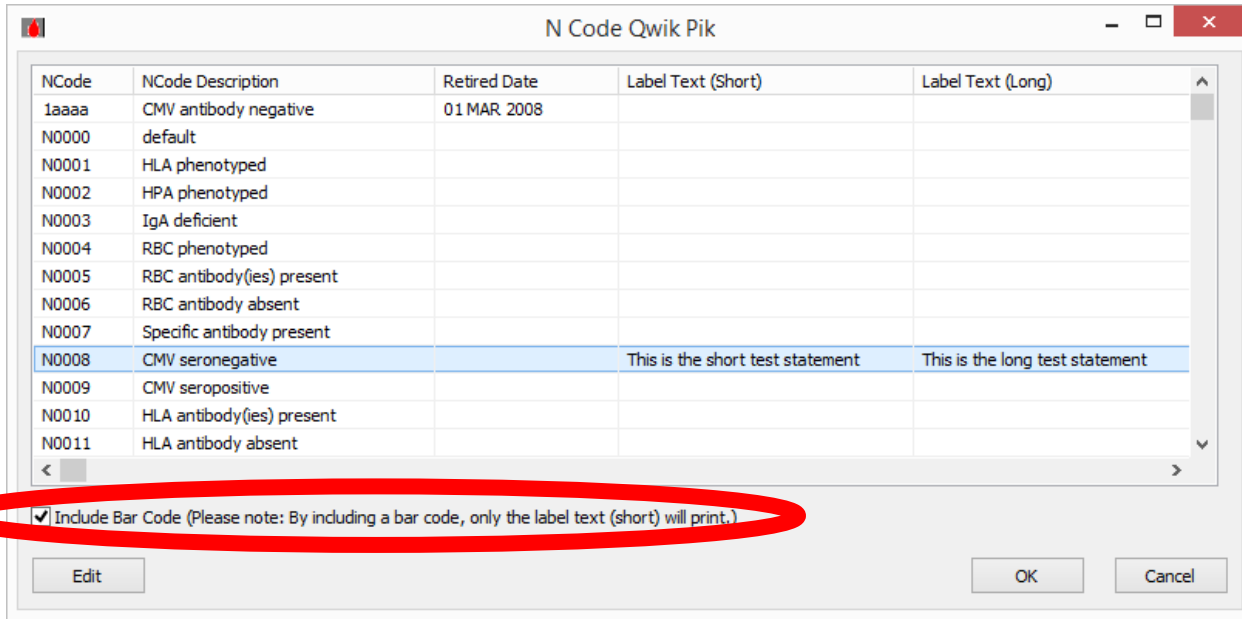 N Code Qwik Pik
NCode NCode Description Retired Date Label Text (Short) Label Text (Long)
1aaaa CMV antibody negative 01 MAR 2008
N0000 default
N0001 HLA phenotyped
N0002 HPA phenotyped
N0003 IgA deficient
N0004 RBC phenotyped
N0005 RBC antibody(ies) present
N0006 RBC antibody absent
N0007 Specific antibody present
N0008 CMV seronegative This is the short test statement This is the long test statement
N0009 CMV seropositive
N0010 HLA antibody(ies) present
N0011 HLA antibody absent
Include Bar Code (Please note: By including a bar code, only the label text (short) will print.)
Edit OK Cancel